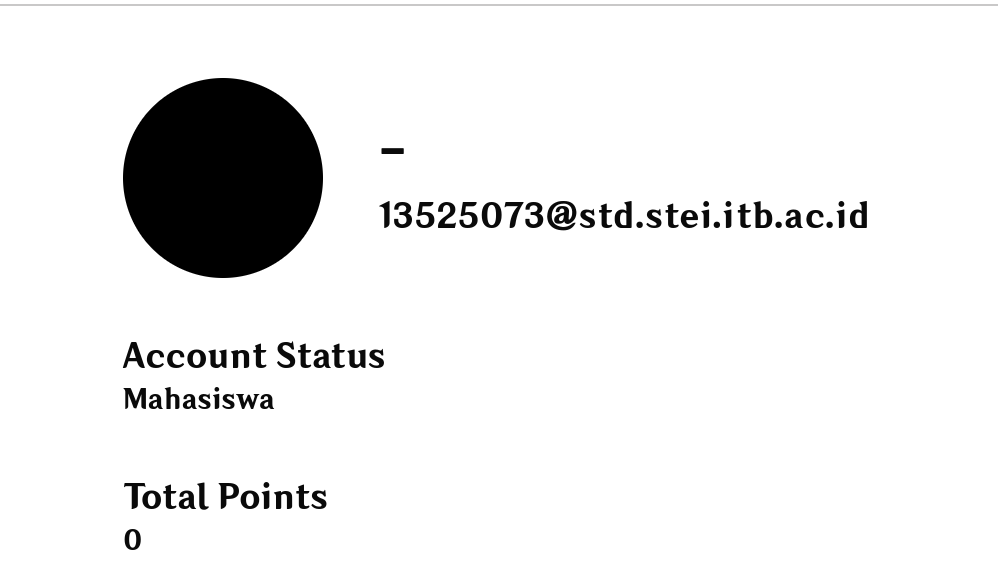 –
13525073@std.stei.itb.ac.id
Account Status
Mahasiswa
Total Points
0